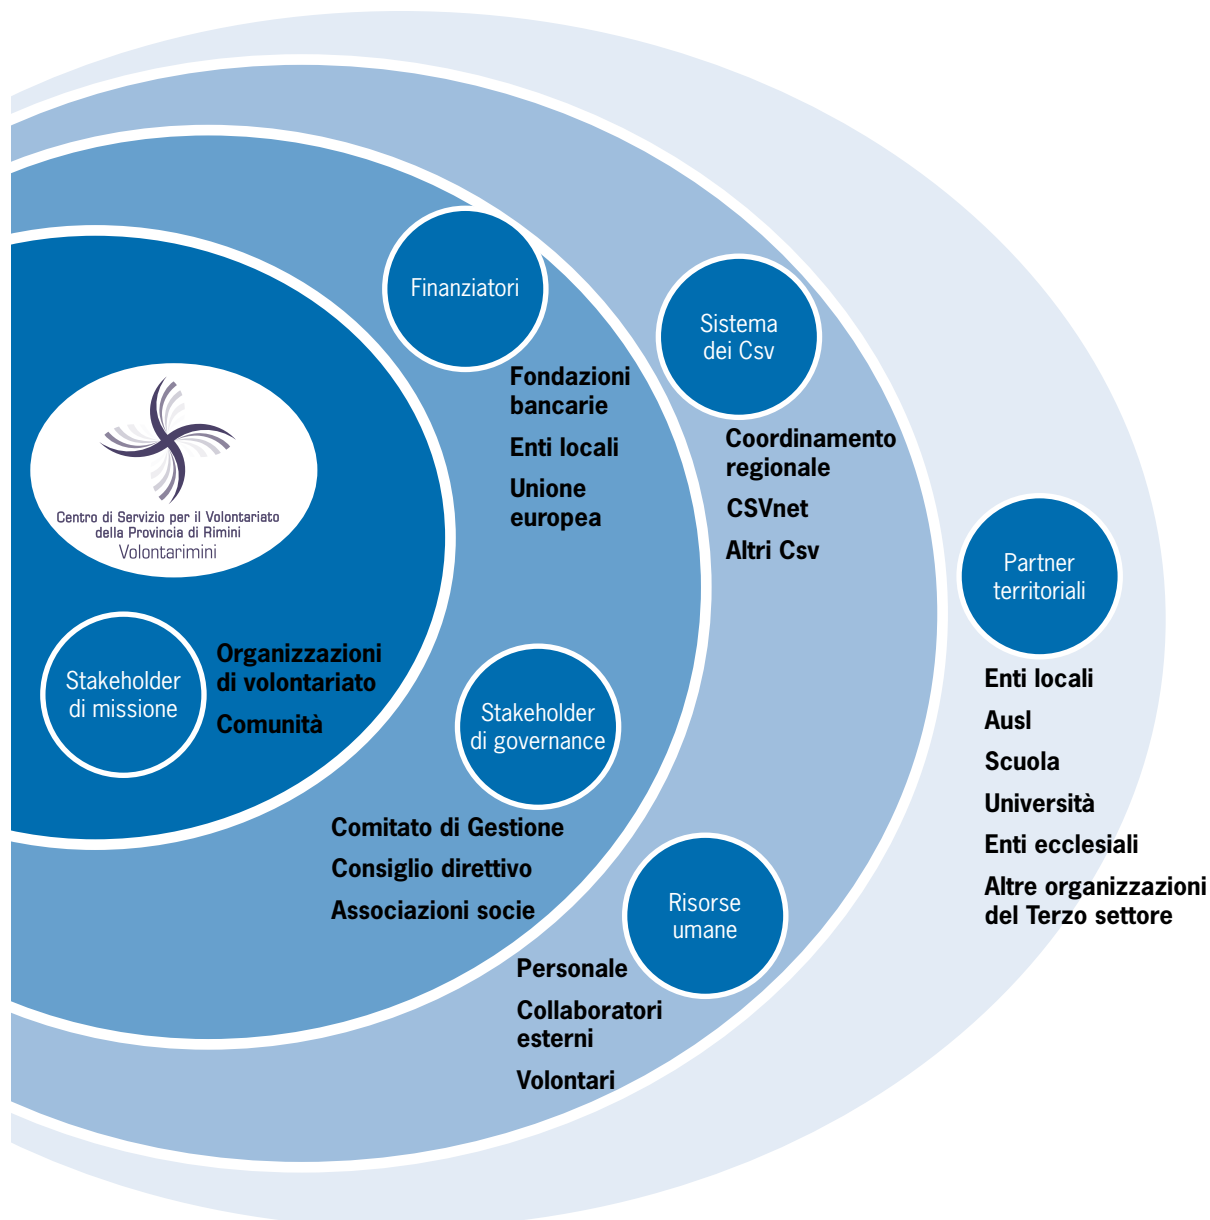 Finanziatori
Fondazioni
bancarie
Enti locali
Unione
europea
Sistema
dei Csv
Coordinamento
regionale
CSVnet
Altri Csv
Centro di Servizio per il Volontariato
della Provincia di Rimini
Volontarimini
Stakeholder
di missione
Organizzazioni
di volontariato
Comunità
Stakeholder
di governance
Comitato di Gestione
Consiglio direttivo
Associazioni socie
Risorse
umane
Personale
Collaboratori
esterni
Volontari
Partner
territoriali
Enti locali
Ausl
Scuola
Università
Enti ecclesiali
Altre organizzazioni
del Terzo settore